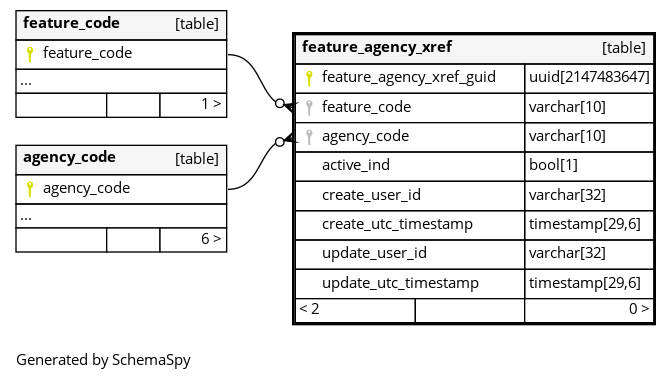 feature_code [table]
feature_code
...
1 >
agency_code [table]
agency_code
...
6 >
feature_agency_xref [table]
feature_agency_xref_guid uuid[2147483647]
feature_code varchar[10]
agency_code varchar[10]
active_ind bool[1]
create_user_id varchar[32]
create_utc_timestamp timestamp[29,6]
update_user_id varchar[32]
update_utc_timestamp timestamp[29,6]
< 2 0 >
Generated by SchemaSpy